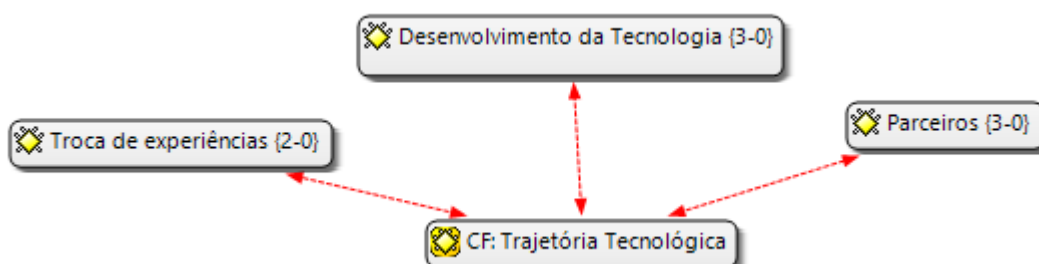 Desenvolvimento da Tecnologia {3-0}
Troca de experiências {2-0}
Parceiros {3-0}
CF: Trajetória Tecnológica